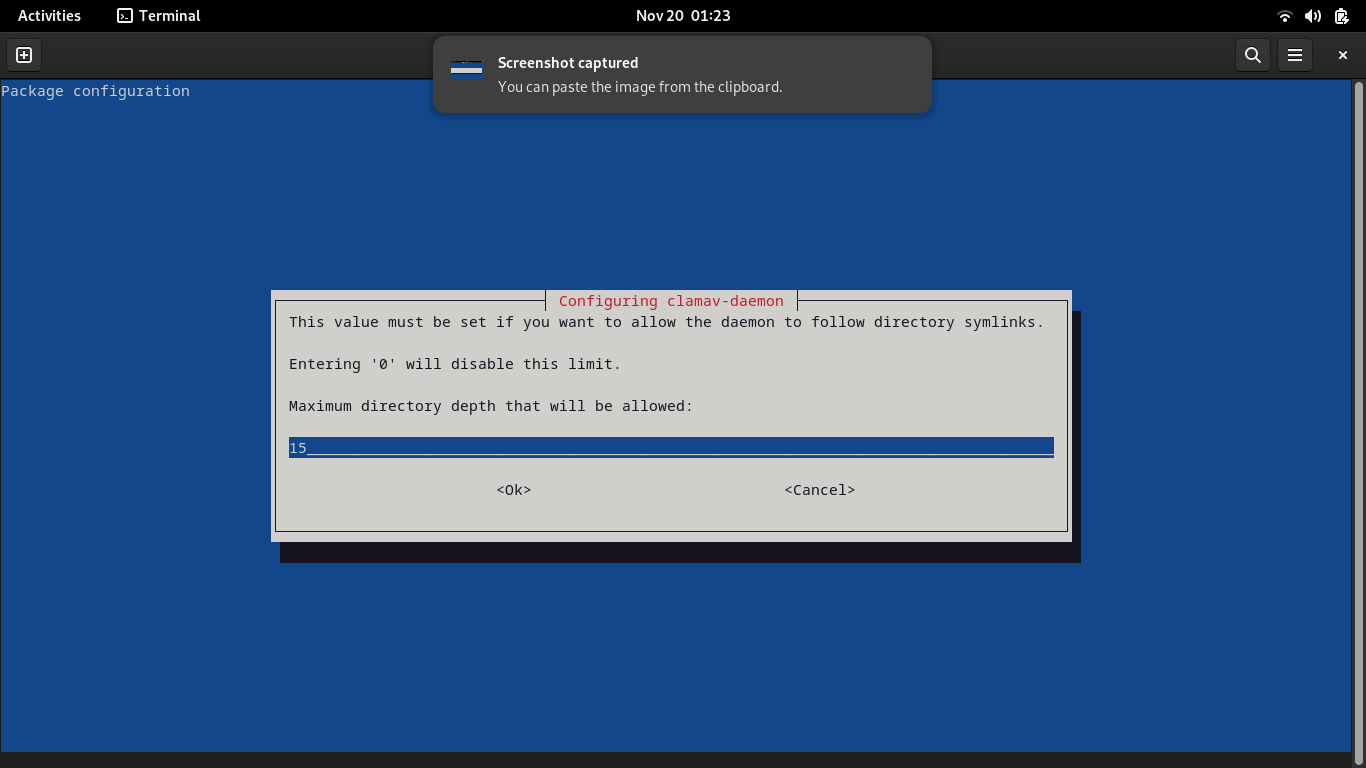 Activities Terminal Nov 20 01:23
Screenshot captured
You can paste the image from the clipboard.
Package configuration
Configuring clamav-daemon
This value must be set if you want to allow the daemon to follow directory symlinks.
Entering '0' will disable this limit.
Maximum directory depth that will be allowed:
15
<Ok> <Cancel>